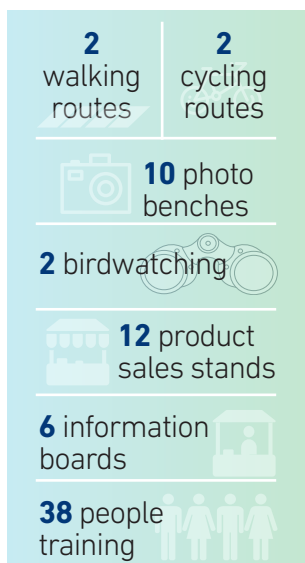 2
walking
routes
2
cycling
routes
10 photo
benches
2 birdwatching
12 product
sales stands
6 information
boards
38 people
training